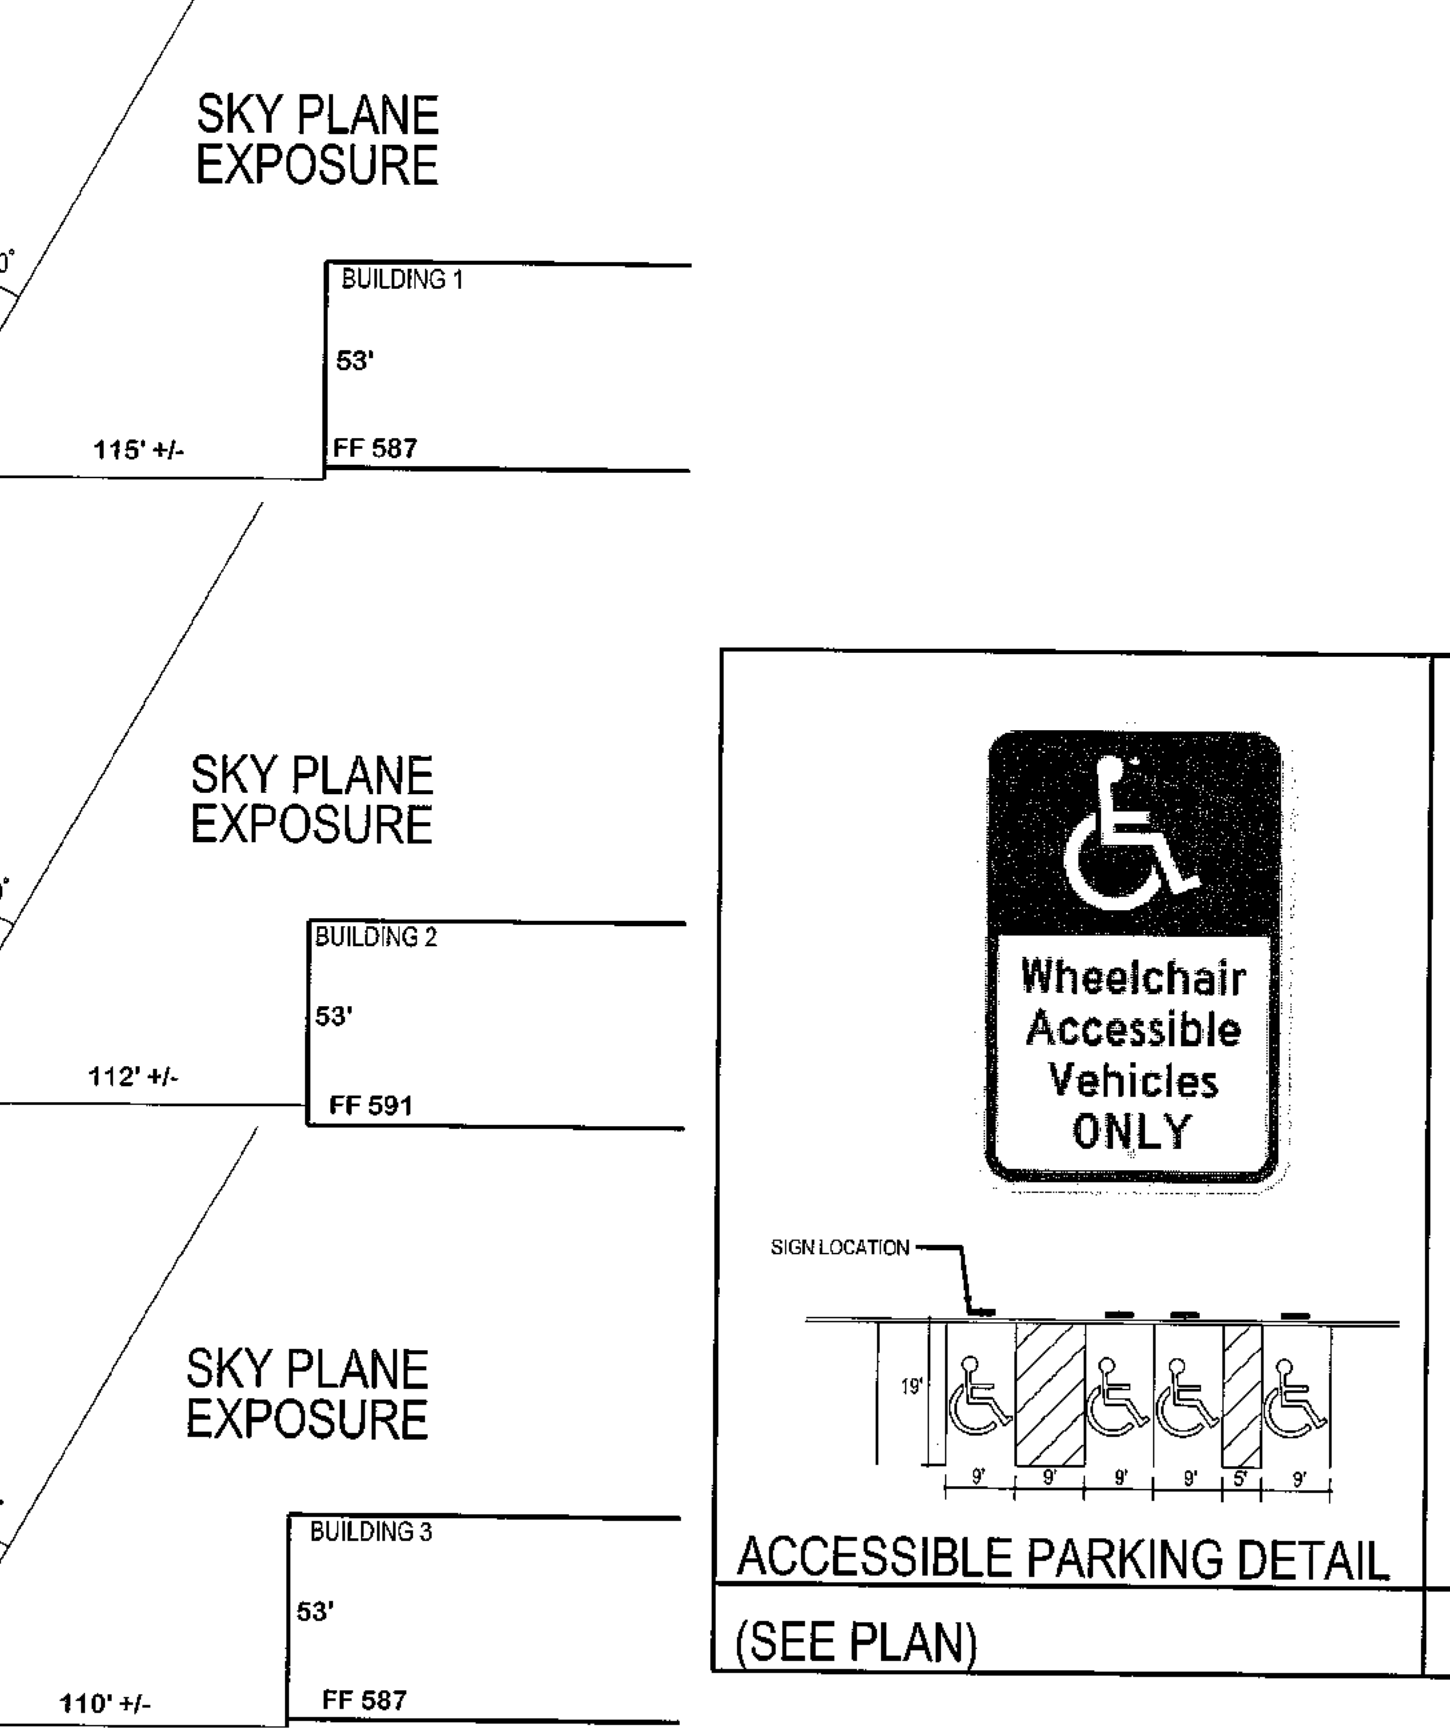 SKY PLANE
EXPOSURE
0°
BUILDING 1
53'
115' +/-
FF 587
SKY PLANE
EXPOSURE
BUILDING 2
53'
112' +/-
FF 591
SKY PLANE
EXPOSURE
BUILDING 3
53'
110' +/-
FF 587
Wheelchair
Accessible
Vehicles
ONLY
SIGN LOCATION
19'
9' 9' 9' 9' 5' 9'
ACCESSIBLE PARKING DETAIL
(SEE PLAN)